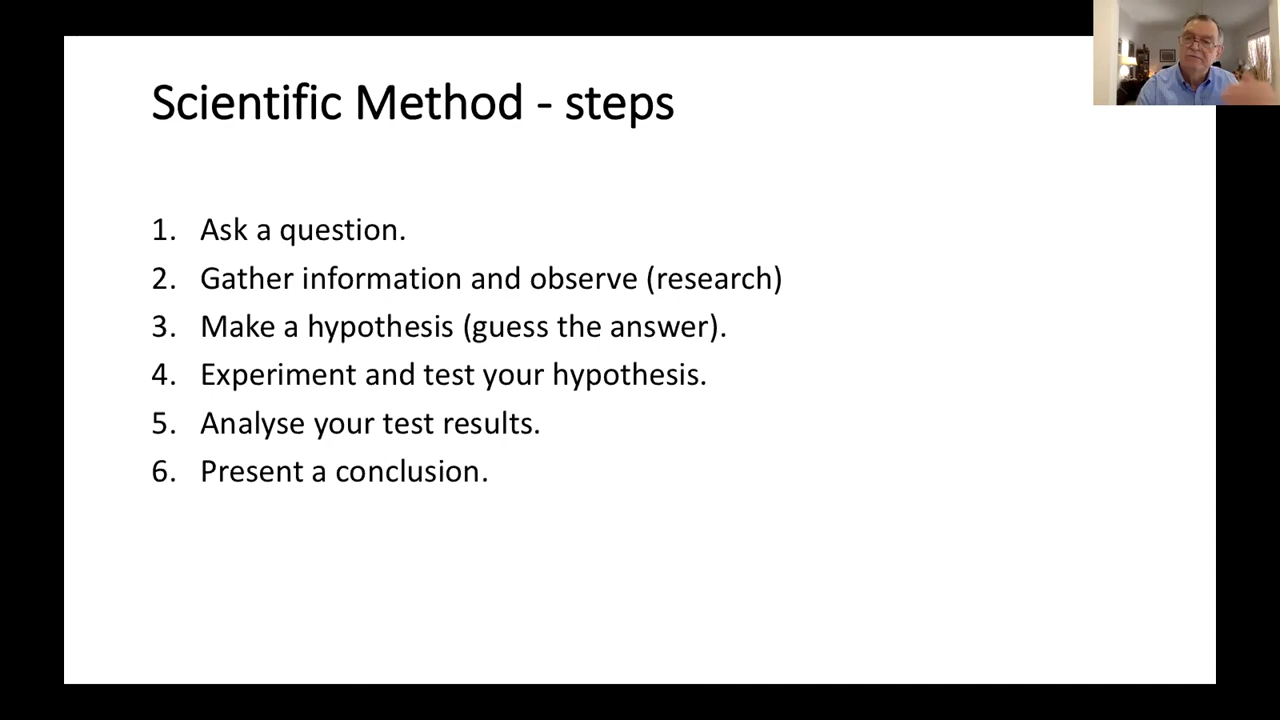 Scientific Method - steps
1. Ask a question.
2. Gather information and observe (research)
3. Make a hypothesis (guess the answer).
4. Experiment and test your hypothesis.
5. Analyse your test results.
6. Present a conclusion.